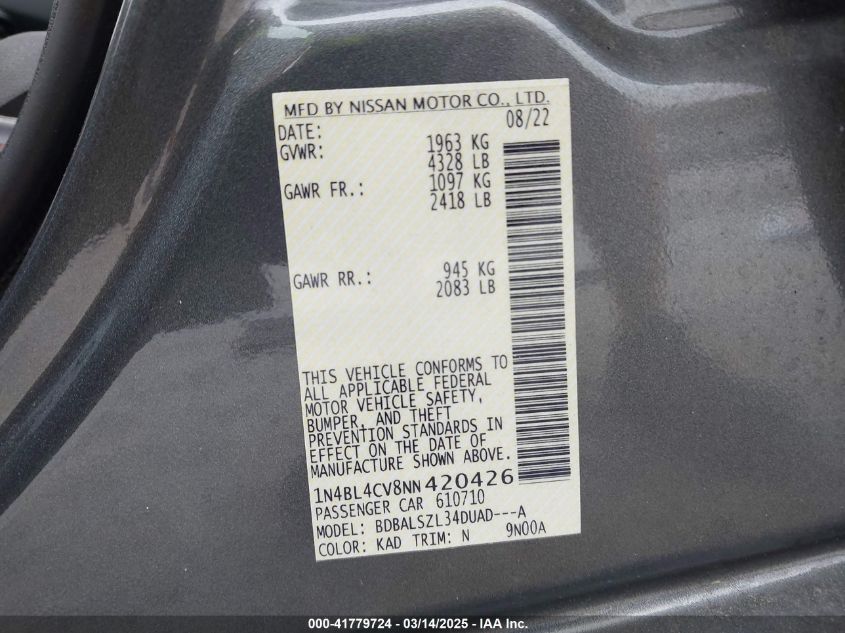 MFD BY NISSAN MOTOR CO., LTD.
DATE: 08/22
GVWR: 1963 KG
4328 LB
GAWR FR.: 1097 KG
2418 LB
GAWR RR.: 945 KG
2083 LB
THIS VEHICLE CONFORMS TO
ALL APPLICABLE FEDERAL
MOTOR VEHICLE SAFETY,
BUMPER, AND THEFT
PREVENTION STANDARDS IN
EFFECT ON THE DATE OF
MANUFACTURE SHOWN ABOVE.
1N4BL4CV8NN420426
PASSENGER CAR 610710
MODEL: BDBALSZL34DUAD---A
COLOR: KAD TRIM: N 9N00A
000-41779724 - 03/14/2025 - IAA Inc.